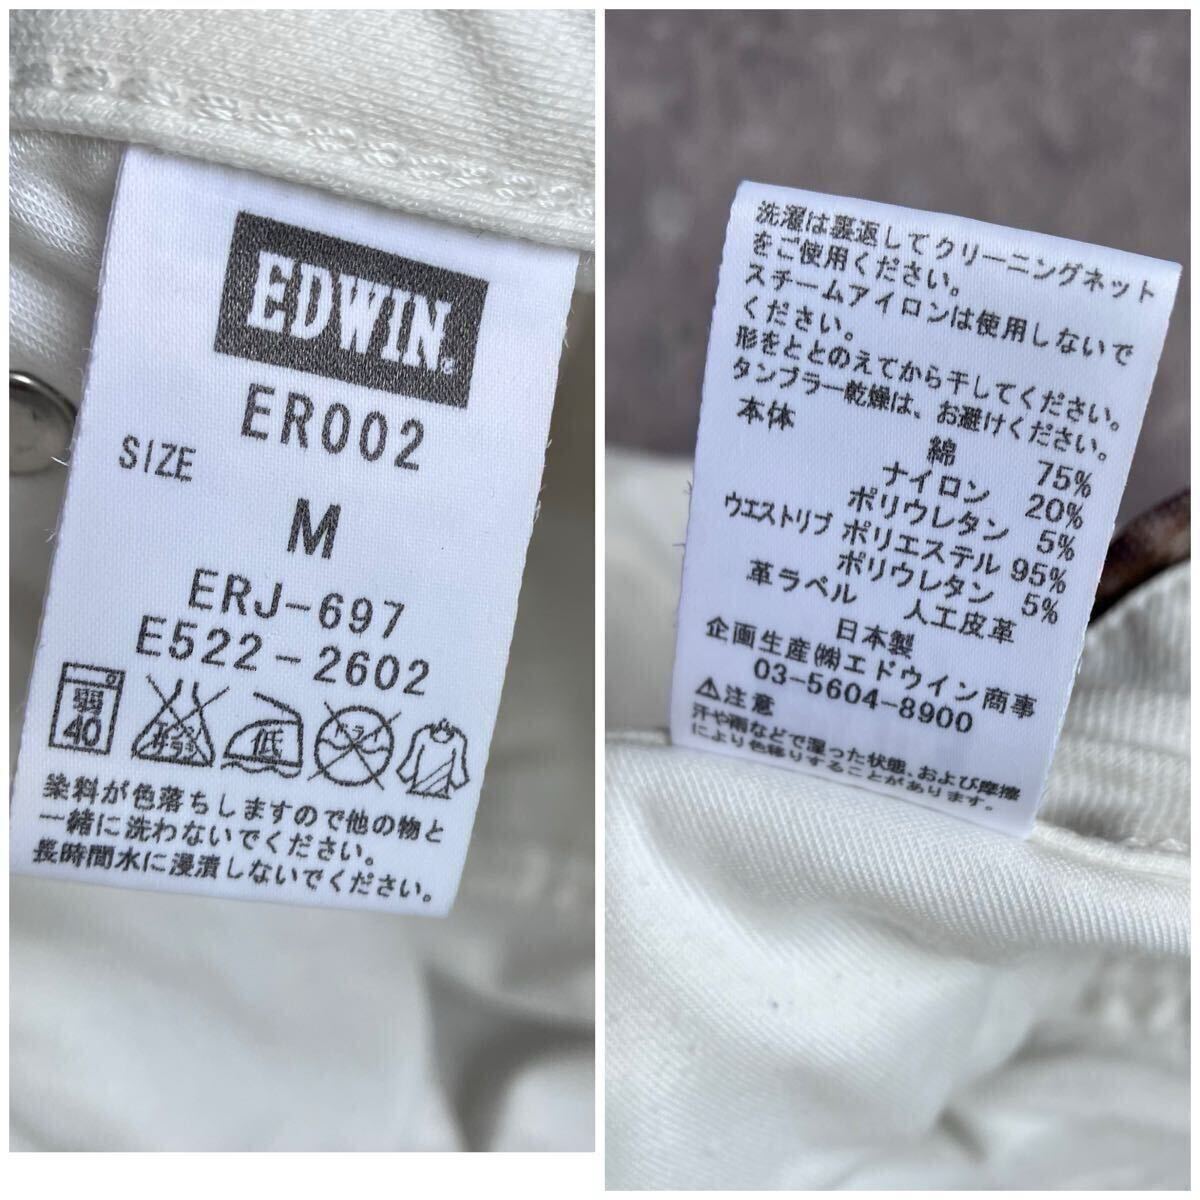 EDWIN®
ER002
SIZE
M
ERJ-697
E522-2602
弱
40
エンソ
サラシ
低
ドライ
染料が色落ちしますので他の物と
一緒に洗わないでください。
長時間水に浸漬しないでください。
洗濯は裏返してクリーニングネット
をご使用ください。
スチームアイロンは使用しないで
ください。
形をととのえてから干してください。
タンブラー乾燥は、お避けください。
本体 綿 75%
ナイロン 20%
ポリウレタン 5%
ウエストリブ ポリエステル 95%
ポリウレタン 5%
革ラベル 人工皮革
日本製
企画生産㈱エドウイン商事
03-5604-8900
⚠注意
汗や雨などで湿った状態、および摩擦
により色移りすることがあります。